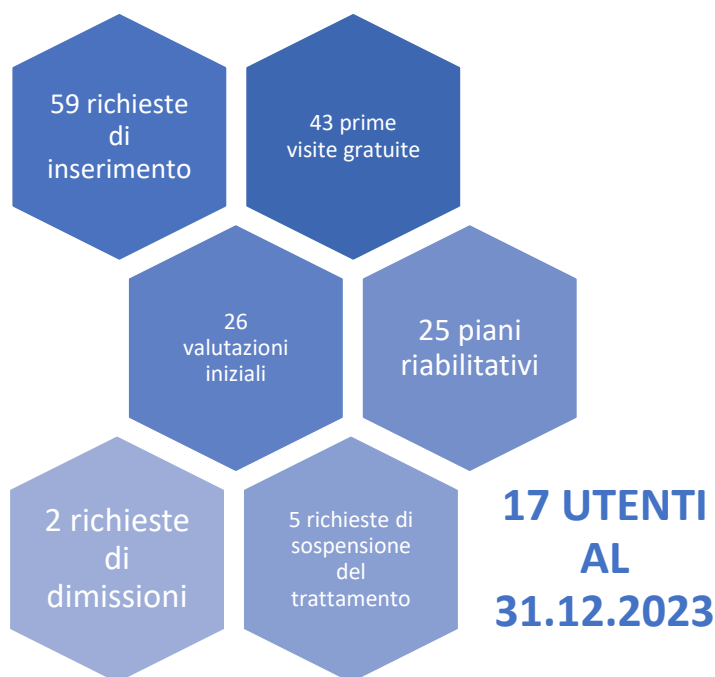 59 richieste
di
inserimento
43 prime
visite gratuite
26
valutazioni
iniziali
25 piani
riabilitativi
2 richieste
di
dimissioni
5 richieste di
sospensione
del
trattamento
17 UTENTI
AL
31.12.2023